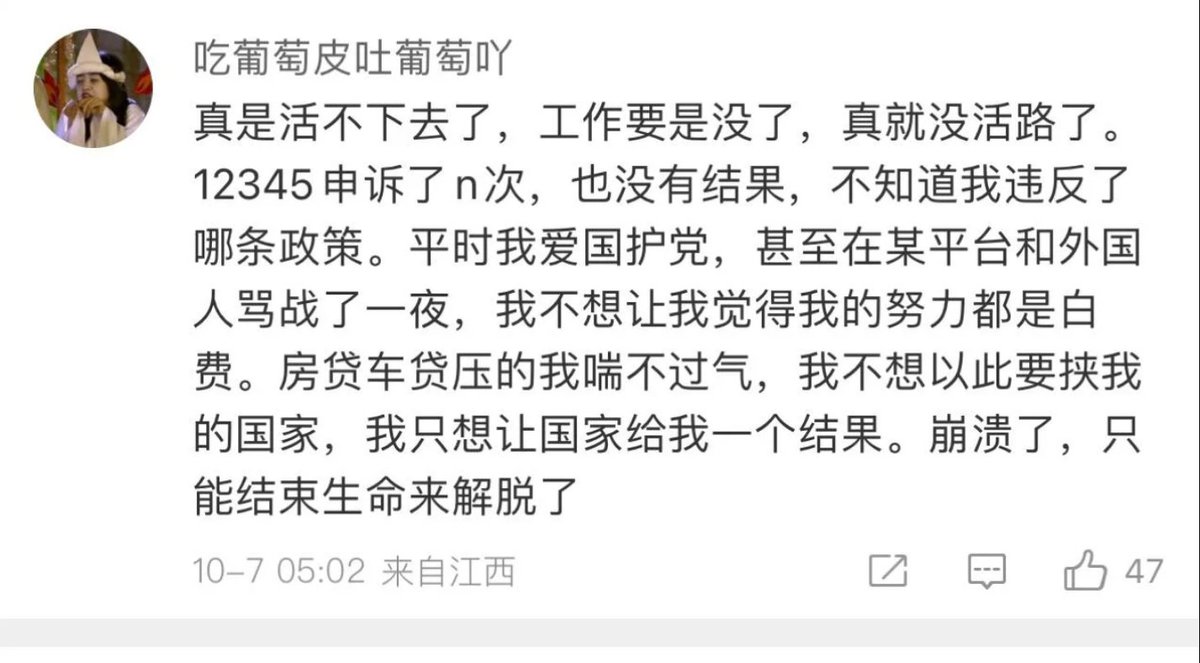 吃葡萄皮吐葡萄吖
真是活不下去了，工作要是没了，真就没活路了。
12345申诉了n次，也没有结果，不知道我违反了
哪条政策。平时我爱国护党，甚至在某平台和外国
人骂战了一夜，我不想让我觉得我的努力都是白
费。房贷车贷压的我喘不过气，我不想以此要挟我
的国家，我只想让国家给我一个结果。崩溃了，只
能结束生命来解脱了
10-7 05:02 来自江西
47